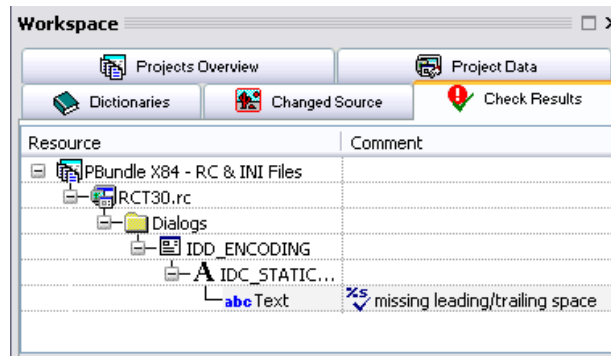 Workspace
Projects Overview
Project Data
Dictionaries
Changed Source
Check Results
Resource Comment
PBundle X84 - RC & INI Files
RCT30.rc
Dialogs
IDD_ENCODING
A IDC_STATIC...
abc Text %s missing leading/trailing space